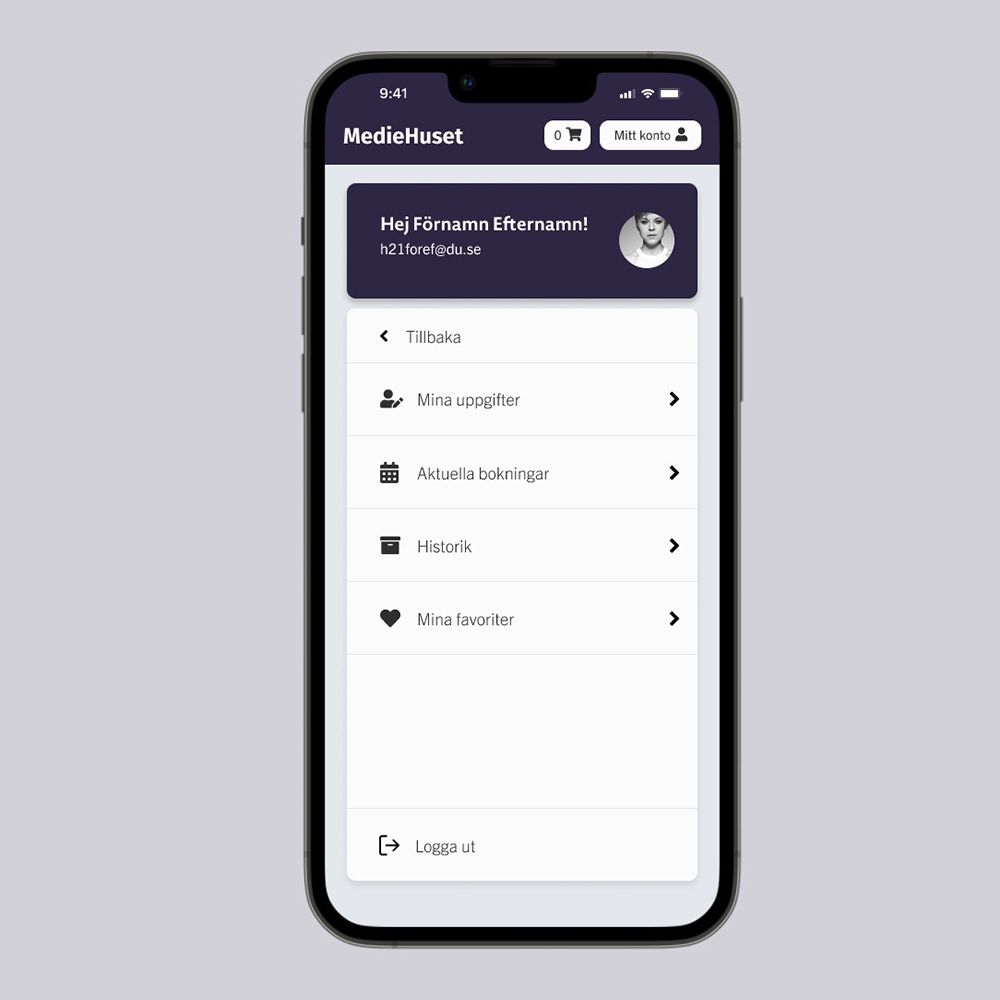 9:41
MedieHuset
0
Mitt konto
Hej Förnamn Efternamn!
h21foref@du.se
Tillbaka
Mina uppgifter
Aktuella bokningar
Historik
Mina favoriter
Logga ut